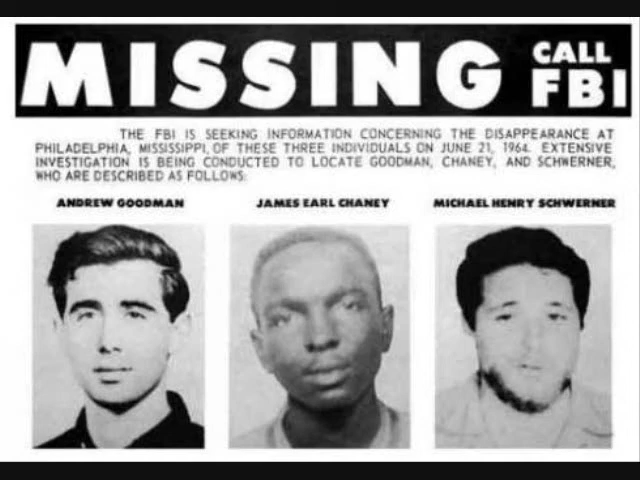 MISSING CALL FBI
THE FBI IS SEEKING INFORMATION CONCERNING THE DISAPPEARANCE AT
PHILADELPHIA, MISSISSIPPI, OF THESE THREE INDIVIDUALS ON JUNE 21, 1964. EXTENSIVE
INVESTIGATION IS BEING CONDUCTED TO LOCATE GOODMAN, CHANEY, AND SCHWERNER,
WHO ARE DESCRIBED AS FOLLOWS:
ANDREW GOODMAN JAMES EARL CHANEY MICHAEL HENRY SCHWERNER